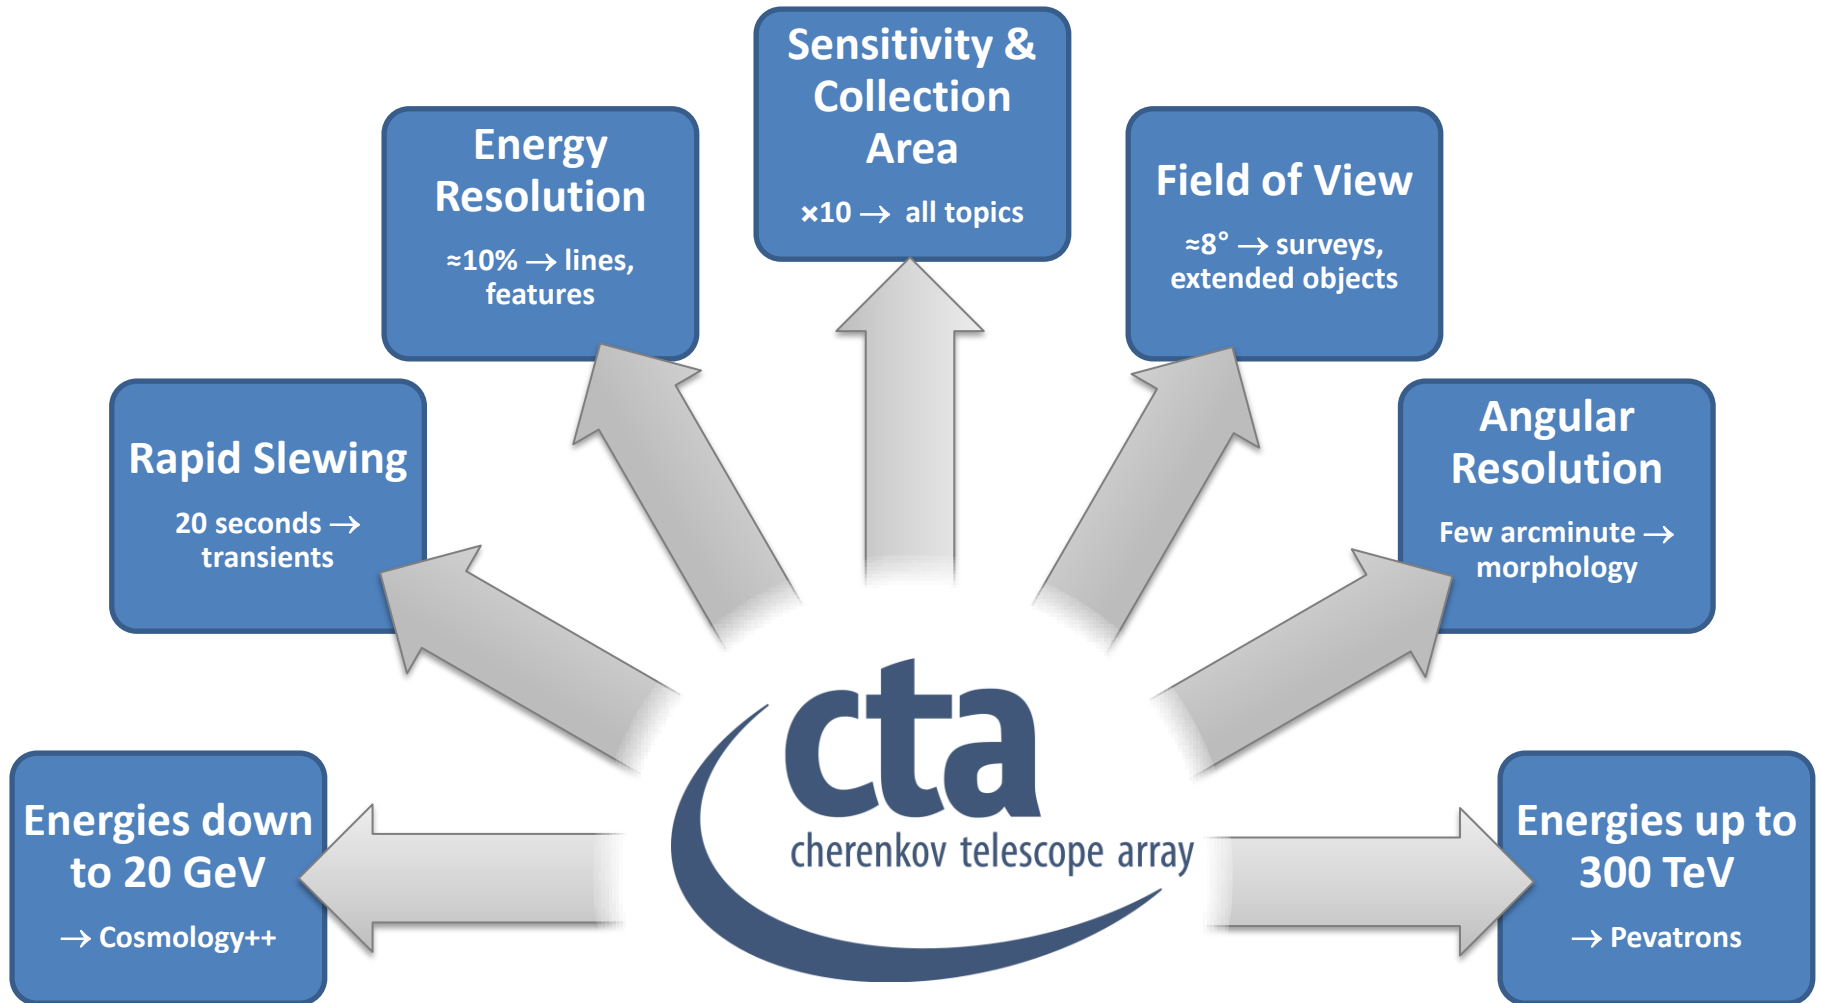 Sensitivity &
Collection
Area
×10 → all topics
Energy
Resolution
≈10% → lines,
features
Field of View
≈8° → surveys,
extended objects
Rapid Slewing
20 seconds →
transients
Angular
Resolution
Few arcminute →
morphology
Energies down
to 20 GeV
→ Cosmology++
cta
cherenkov telescope array
Energies up to
300 TeV
→ Pevatrons